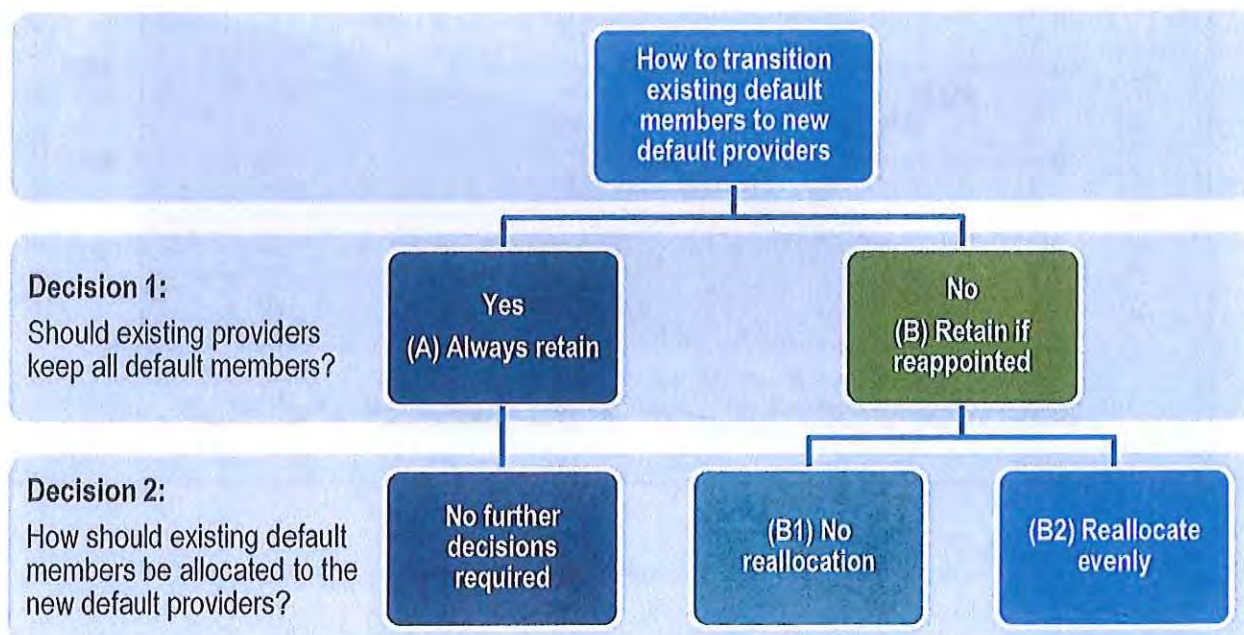 How to transition
existing default
members to new
default providers
Decision 1:
Should existing providers
keep all default members?
Yes
(A) Always retain
No
(B) Retain if
reappointed
Decision 2:
How should existing default
members be allocated to the
new default providers?
No further
decisions
required
(B1) No
reallocation
(B2) Reallocate
evenly